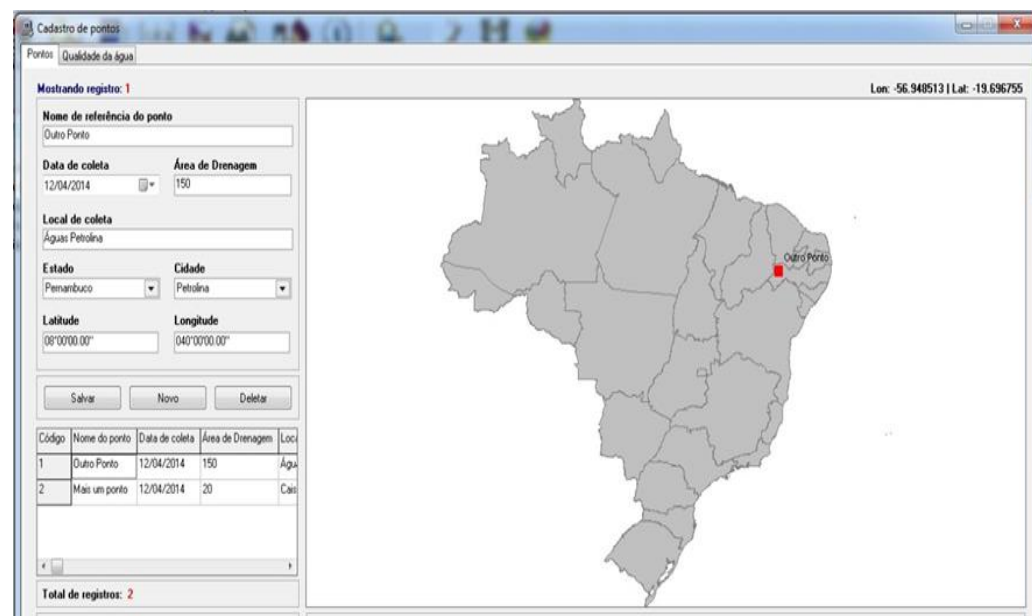 Cadastro de pontos
Pontos Qualidade da água
Mostrando registro: 1
Lon: -56.948513 | Lat: -19.696755
Nome de referência do ponto
Outro Ponto
Data de coleta Área de Drenagem
12/04/2014 150
Local de coleta
Águas Petrolina
Estado Cidade
Pernambuco Petrolina
Latitude Longitude
08°00'00.00" 040°00'00.00"
Salvar Novo Deletar
Código Nome do ponto Data de coleta Área de Drenagem Loca
1 Outro Ponto 12/04/2014 150 Águ
2 Mais um ponto 12/04/2014 20 Cais
Total de registros: 2
Outro Ponto